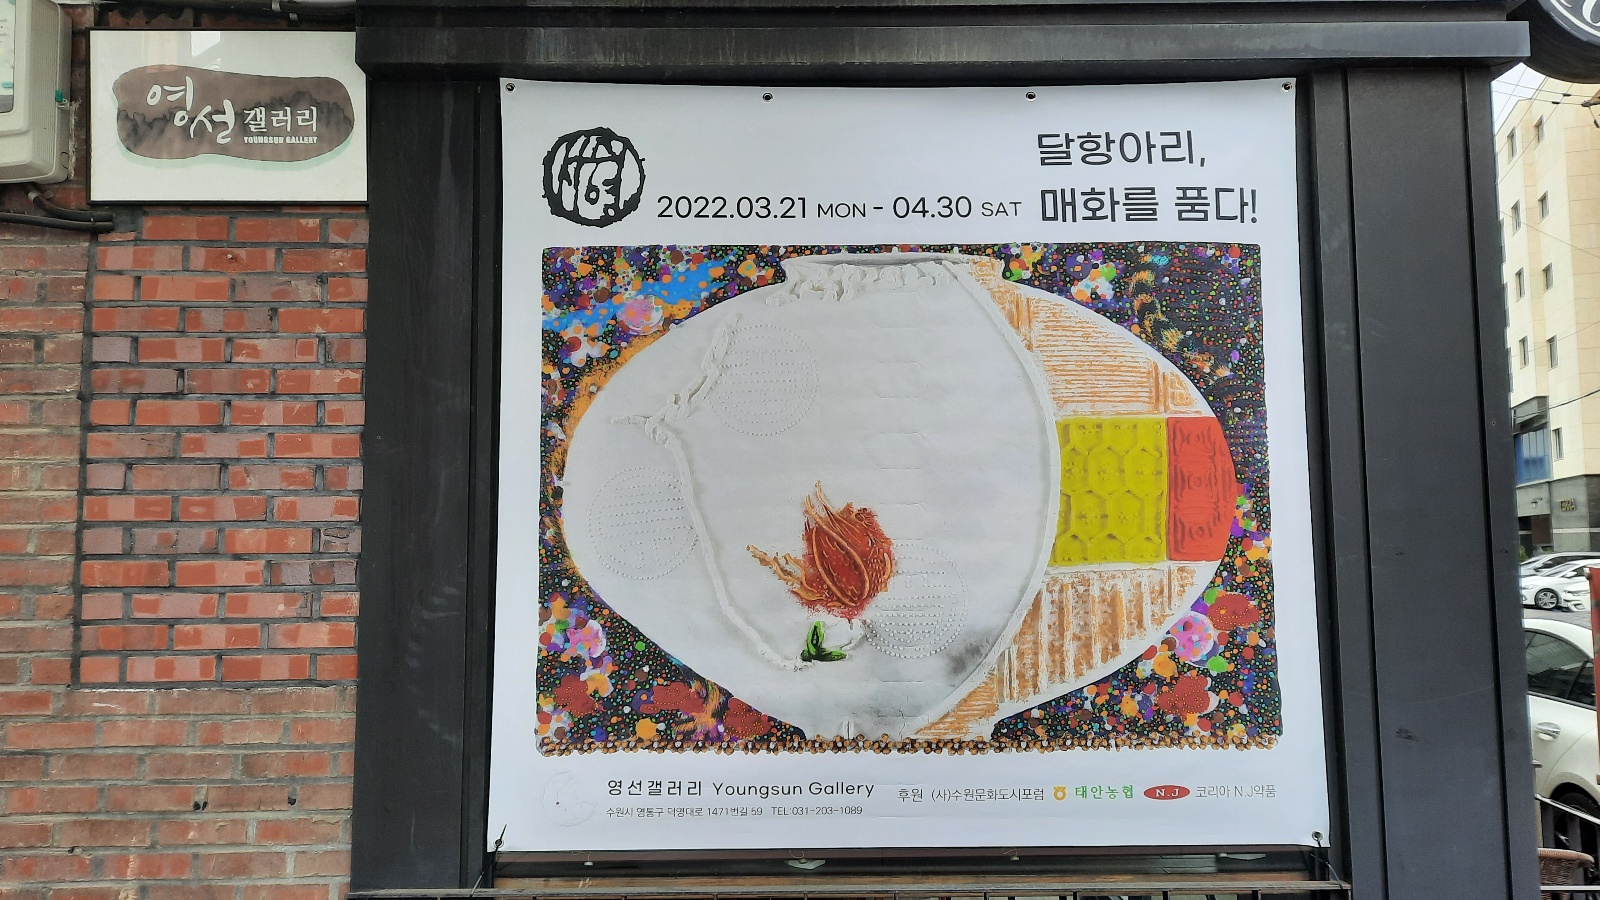 영선 갤러리
YOUNGSUN GALLERY
서영
2022.03.21 MON - 04.30 SAT
달항아리,
매화를 품다!
영선갤러리 Youngsun Gallery
수원시 영통구 덕영대로 1471번길 59 TEL:031-203-1089
후원 (사)수원문화도시포럼 태안농협 N.J 코리아 N.J약품